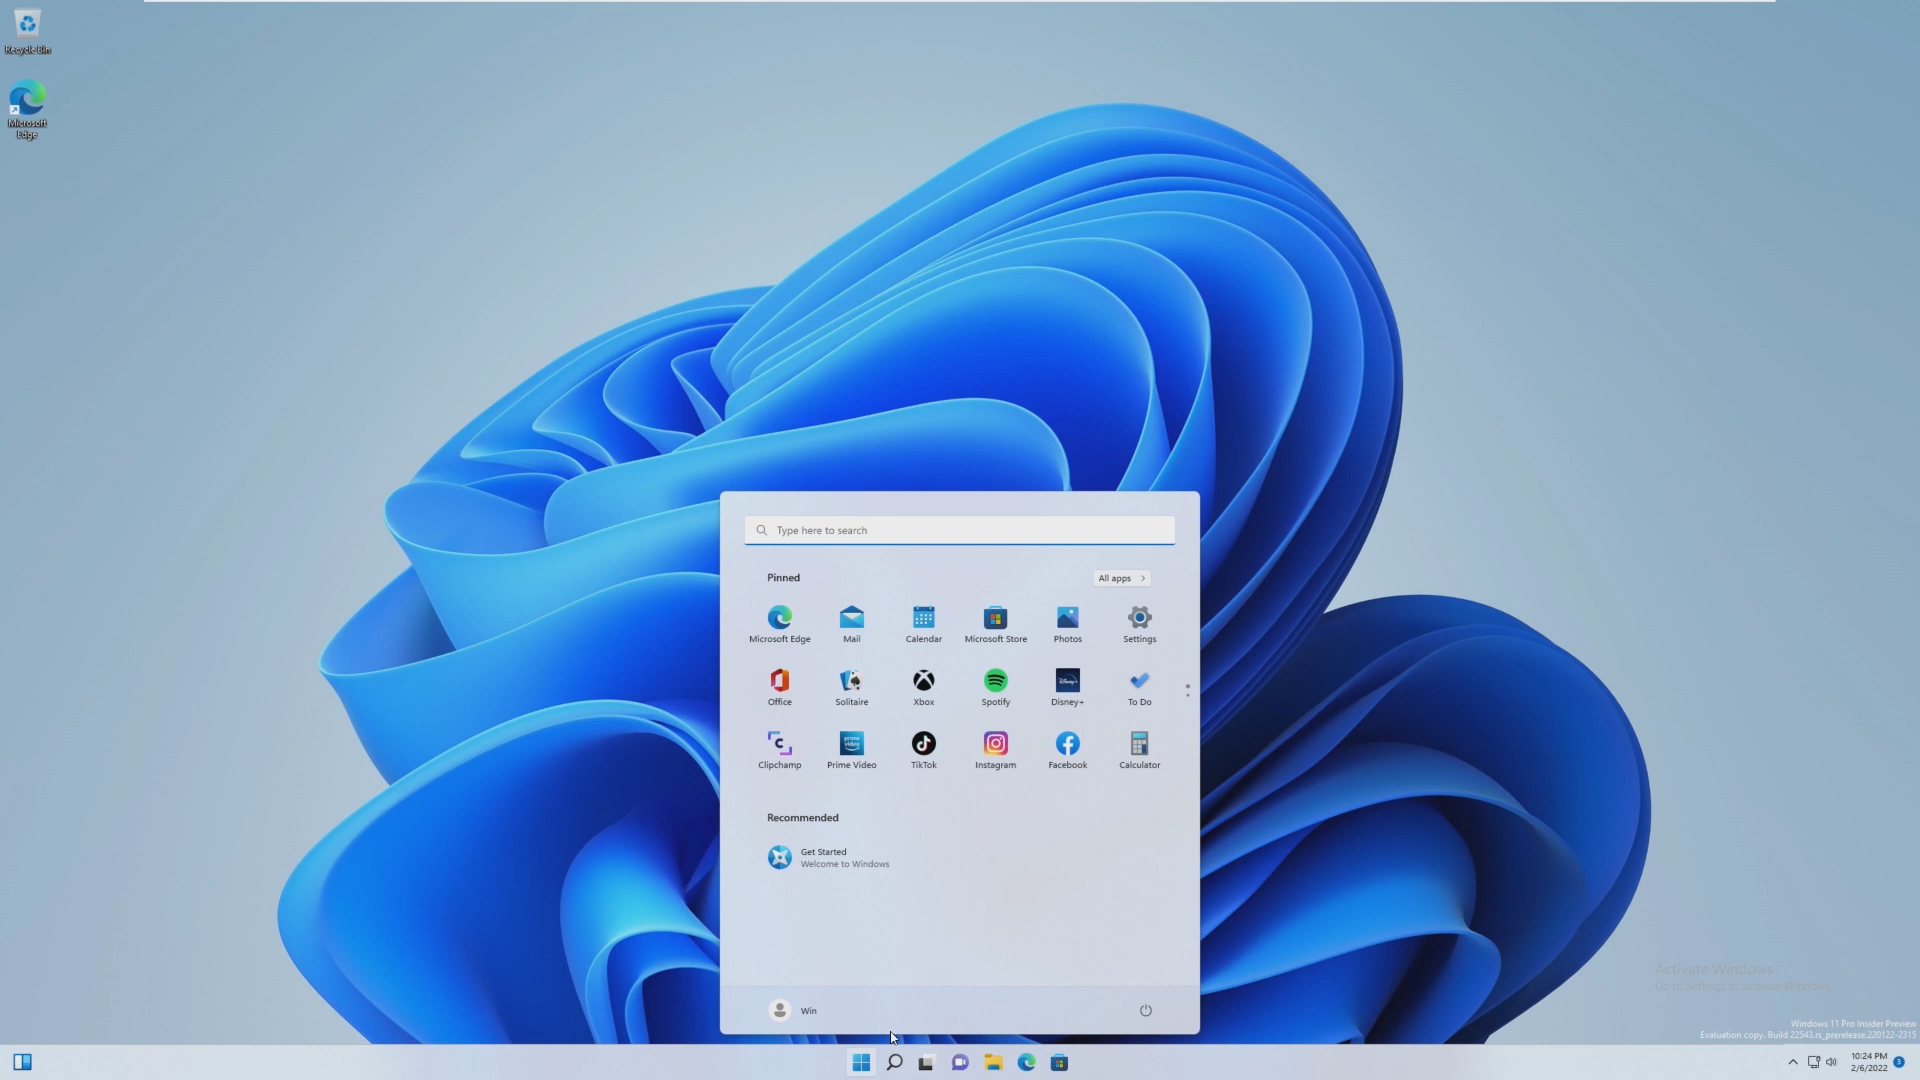 Recycle Bin
Microsoft
Edge
Type here to search
Pinned
All apps
Microsoft Edge
Mail
Calendar
Microsoft Store
Photos
Settings
Office
Solitaire
Xbox
Spotify
Disney+
To Do
Clipchamp
prime video
Prime Video
TikTok
Instagram
Facebook
Calculator
Recommended
Get Started
Welcome to Windows
Win
Activate Windows
Go to Settings to activate Windows.
Windows 11 Pro Insider Preview
Evaluation copy. Build 22543.rs_prerelease.220122-2315
10:24 PM
2/6/2022
3